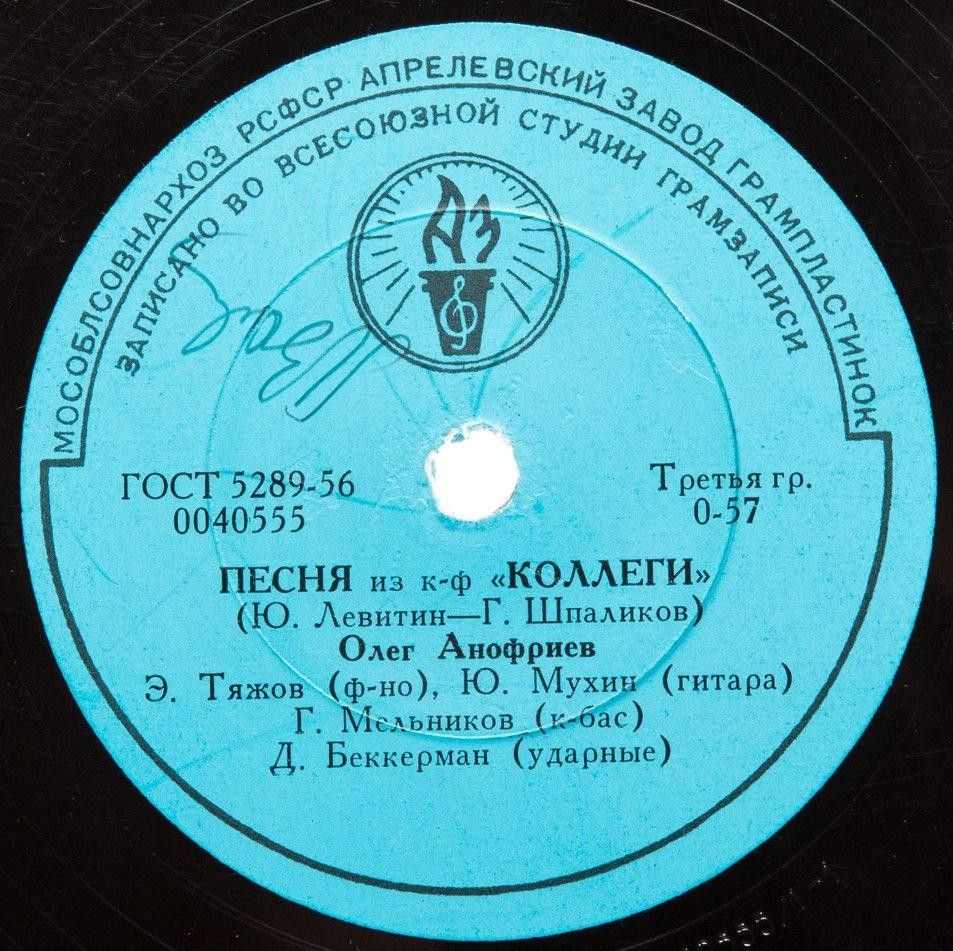 МОСОБЛСОВНАРХОЗ РСФСР АПРЕЛЕВСКИЙ ЗАВОД ГРАМПЛАСТИНОК
ЗАПИСАНО ВО ВСЕСОЮЗНОЙ СТУДИИ ГРАМЗАПИСИ
АЗ
ГОСТ 5289-56
0040555
Третья гр.
0-57
ПЕСНЯ из к-ф «КОЛЛЕГИ»
(Ю. Левитин—Г. Шпаликов)
Олег Анофриев
Э. Тяжов (ф-но), Ю. Мухин (гитара)
Г. Мельников (к-бас)
Д. Беккерман (ударные)